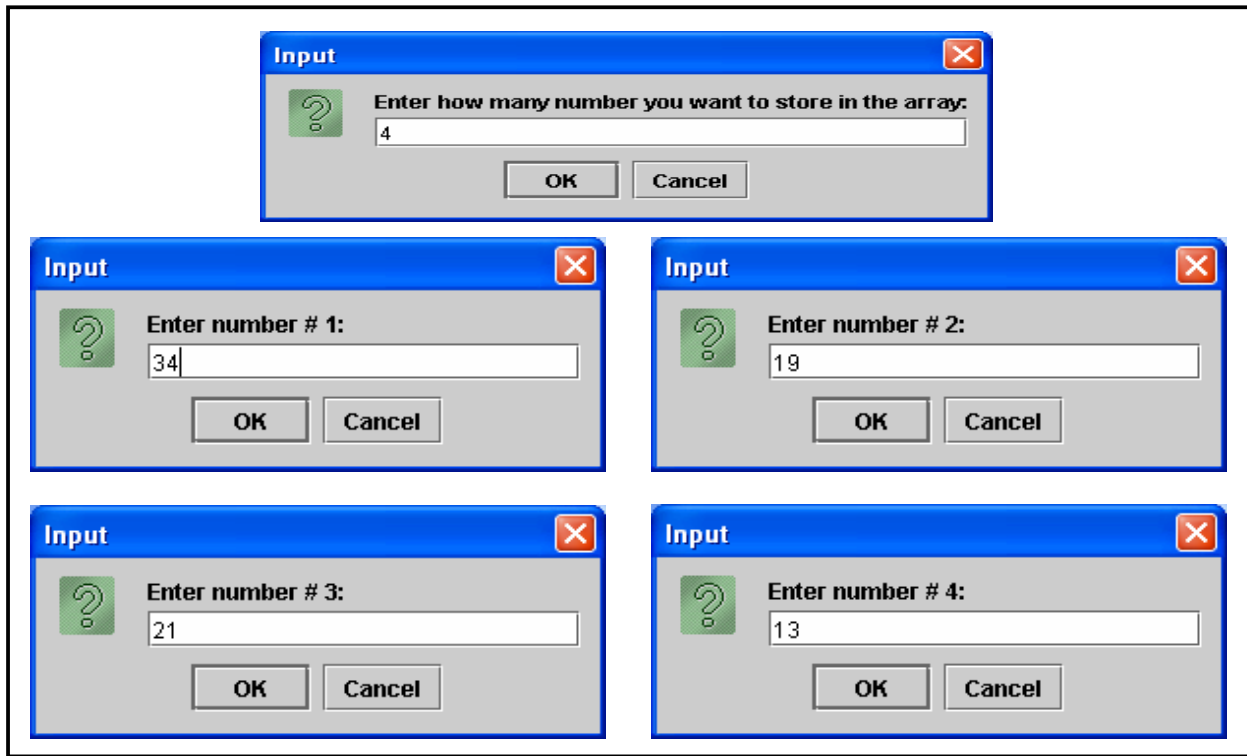 Input
Enter how many number you want to store in the array:
4
OK Cancel
Input
Enter number # 1:
34
OK Cancel
Input
Enter number # 2:
19
OK Cancel
Input
Enter number # 3:
21
OK Cancel
Input
Enter number # 4:
13
OK Cancel